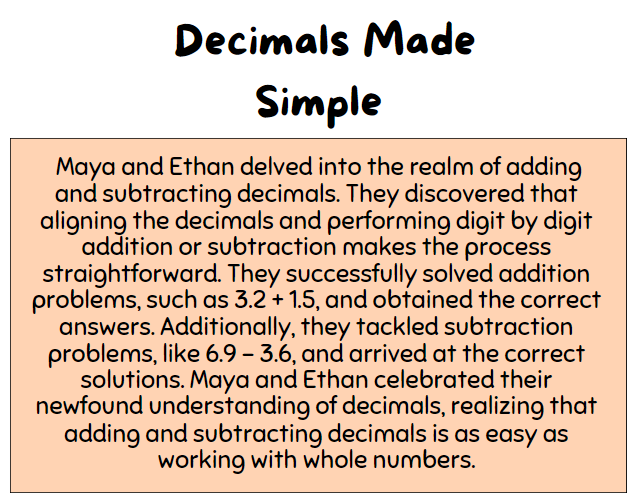 Decimals Made
Simple
Maya and Ethan delved into the realm of adding
and subtracting decimals. They discovered that
aligning the decimals and performing digit by digit
addition or subtraction makes the process
straightforward. They successfully solved addition
problems, such as 3.2 + 1.5, and obtained the correct
answers. Additionally, they tackled subtraction
problems, like 6.9 – 3.6, and arrived at the correct
solutions. Maya and Ethan celebrated their
newfound understanding of decimals, realizing that
adding and subtracting decimals is as easy as
working with whole numbers.